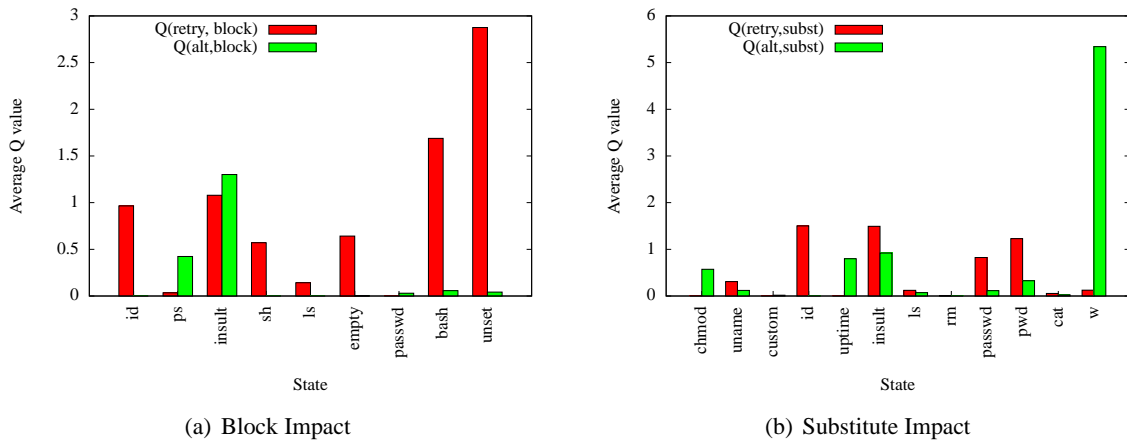 Average Q value
3
2.5
2
1.5
1
0.5
0
Q(retry, block)
Q(alt,block)
id
ps
insult
sh
ls
empty
passwd
bash
unset
State
(a) Block Impact
Average Q value
6
5
4
3
2
1
0
Q(retry,subst)
Q(alt,subst)
chmod
uname
custom
id
uptime
insult
ls
rm
passwd
pwd
cat
w
State
(b) Substitute Impact